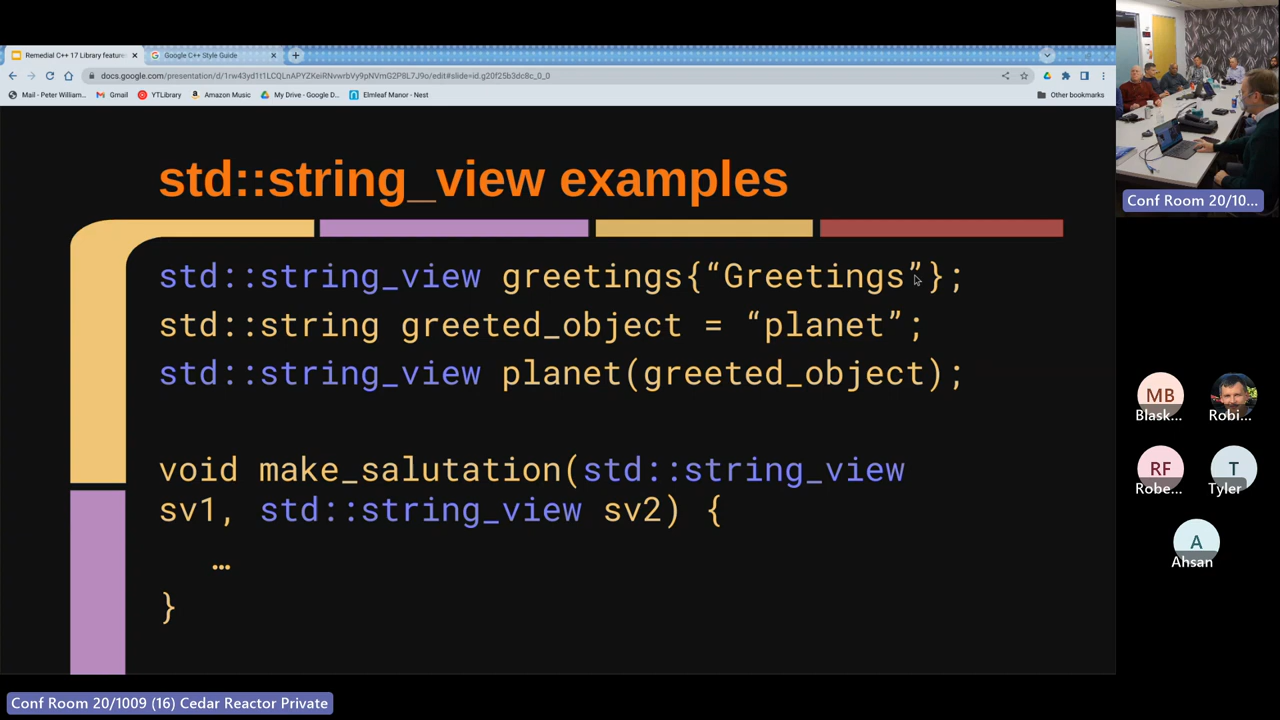 Remedial C++ 17 Library feature
Google C++ Style Guide
docs.google.com/presentation/d/1rw43yd1t1LCQLnAPYZKeiRNvwrbVy9pNVmG2P8L7J9o/edit#slide=id.g20f25b3dc8c_0_0
Mail - Peter William...
Gmail
YTLibrary
Amazon Music
My Drive - Google D...
Elmleaf Manor - Nest
Other bookmarks
std::string_view examples
std::string_view greetings{“Greetings”};
std::string greeted_object = “planet”;
std::string_view planet(greeted_object);
void make_salutation(std::string_view
sv1, std::string_view sv2) {
…
}
Conf Room 20/10...
MB
Blask...
Robi...
RF
Robe...
T
Tyler
A
Ahsan
Conf Room 20/1009 (16) Cedar Reactor Private